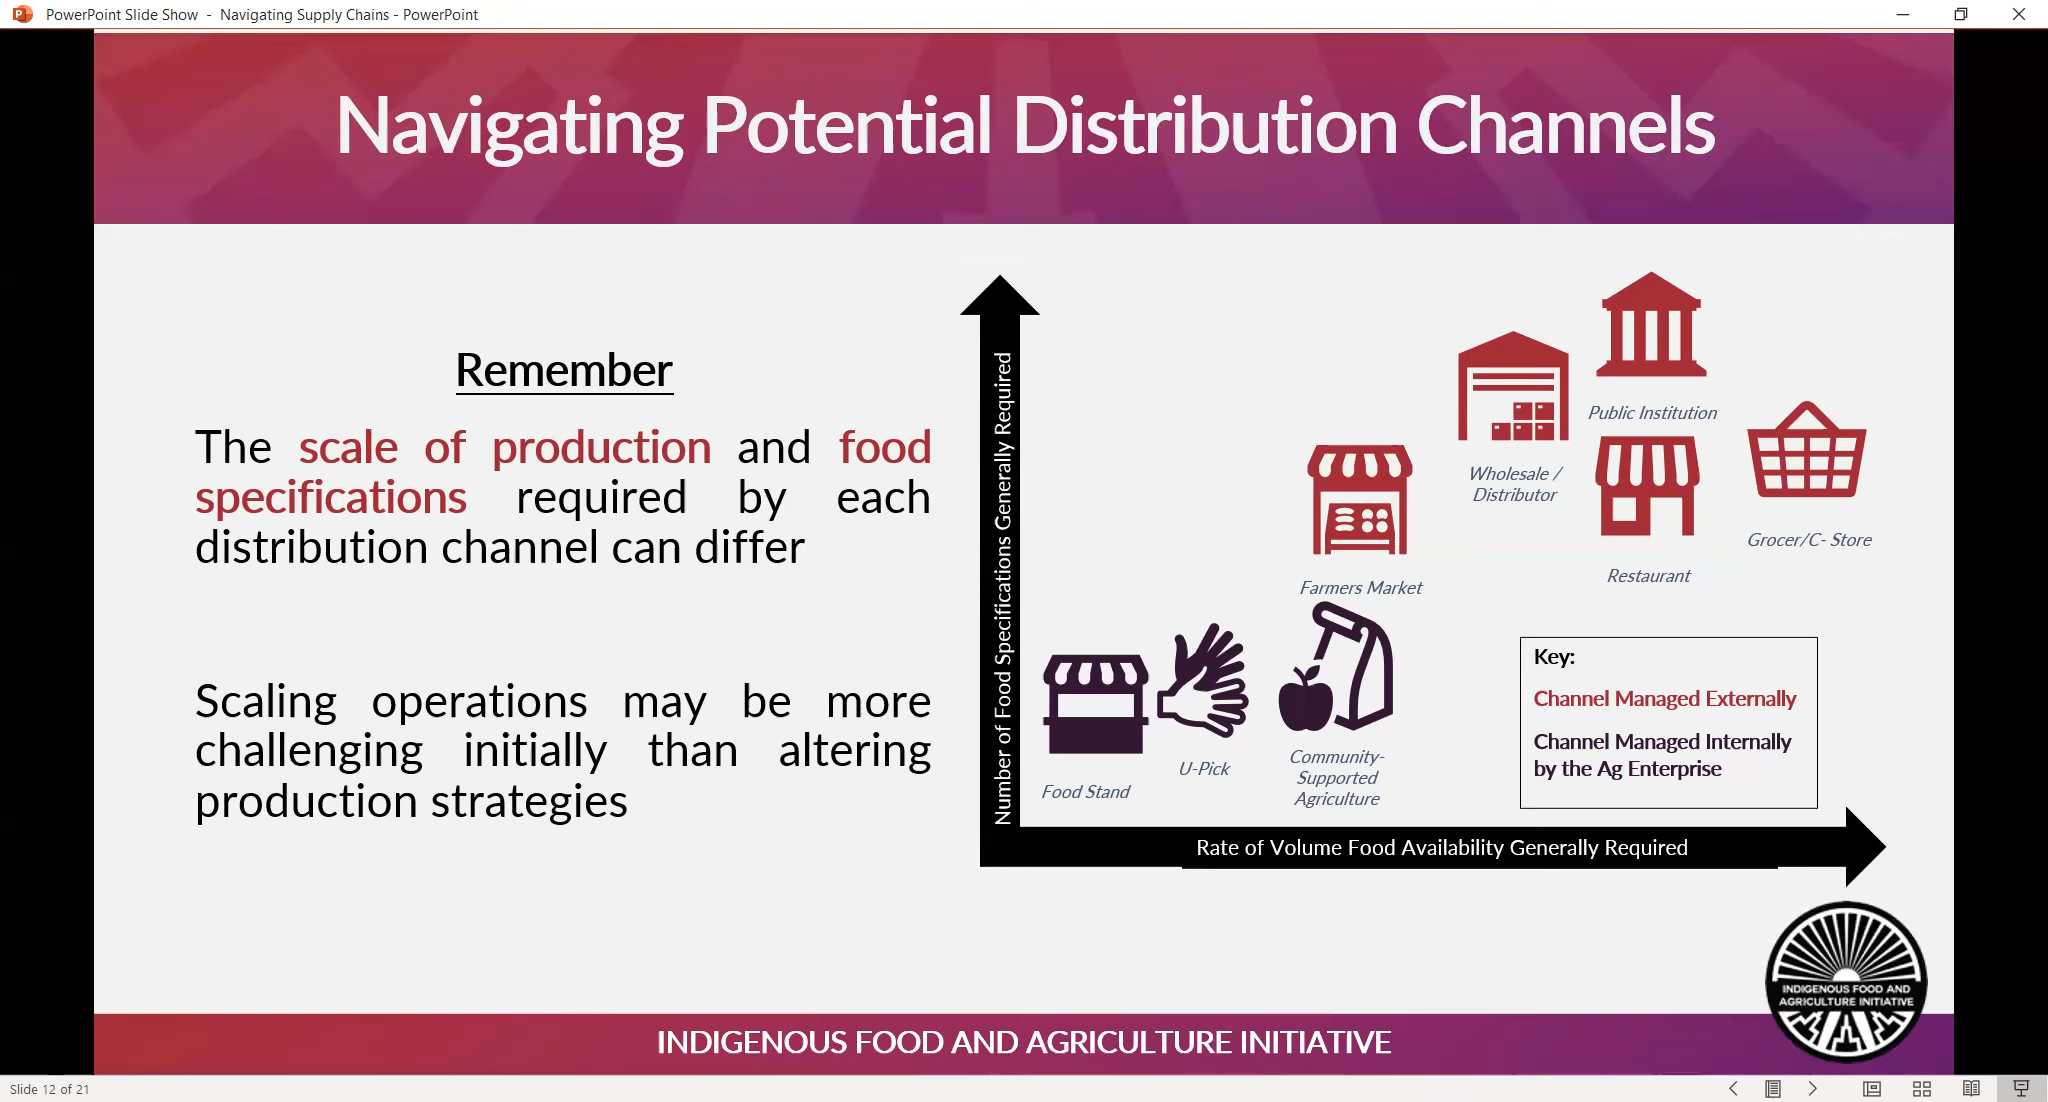 PowerPoint Slide Show - Navigating Supply Chains - PowerPoint
Navigating Potential Distribution Channels
Remember
The scale of production and food
specifications required by each
distribution channel can differ
Scaling operations may be more
challenging initially than altering
production strategies
Number of Food Specifications Generally Required
Public Institution
Wholesale /
Distributor
Grocer/C- Store
Restaurant
Farmers Market
Food Stand
U-Pick
Community-
Supported
Agriculture
Key:
Channel Managed Externally
Channel Managed Internally
by the Ag Enterprise
Rate of Volume Food Availability Generally Required
INDIGENOUS FOOD AND
AGRICULTURE INITIATIVE
INDIGENOUS FOOD AND AGRICULTURE INITIATIVE
Slide 12 of 21